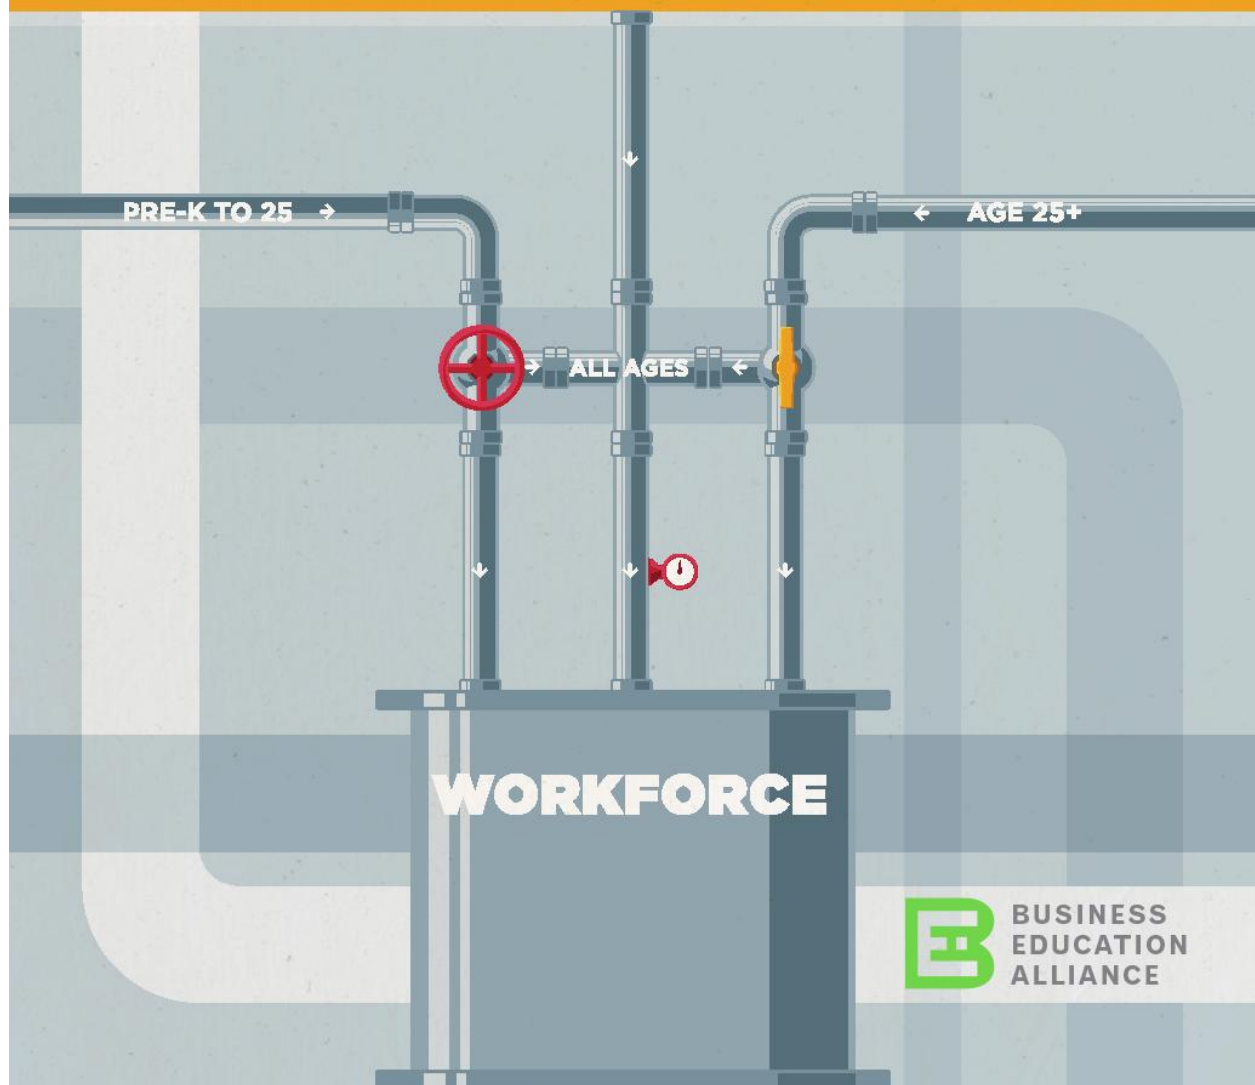 PRE-K TO 25
AGE 25+
ALL AGES
WORKFORCE
BUSINESS
EDUCATION
ALLIANCE